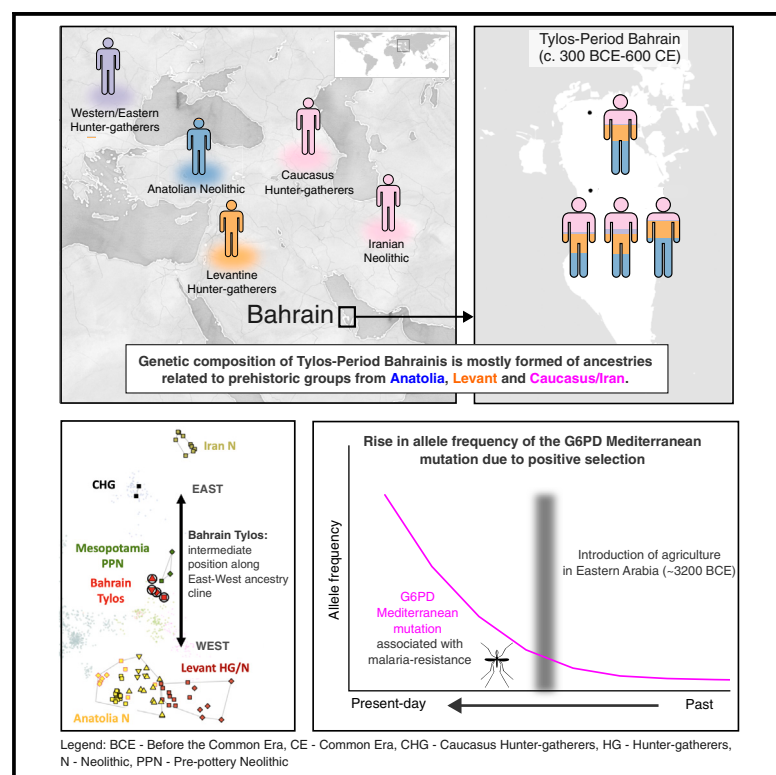 Western/Eastern
Hunter-gatherers
Anatolian Neolithic
Caucasus
Hunter-gatherers
Levantine
Hunter-gatherers
Iranian
Neolithic
Bahrain
Tylos-Period Bahrain
(c. 300 BCE-600 CE)
Genetic composition of Tylos-Period Bahrainis is mostly formed of ancestries
related to prehistoric groups from Anatolia, Levant and Caucasus/Iran.
Iran N
CHG
EAST
Mesopotamia
PPN
Bahrain
Tylos
Bahrain Tylos:
intermediate
position along
East-West ancestry
cline
WEST
Levant HG/N
Anatolia N
Rise in allele frequency of the G6PD Mediterranean
mutation due to positive selection
Allele frequency
G6PD
Mediterranean
mutation
associated with
malaria-resistance
Introduction of agriculture
in Eastern Arabia (~3200 BCE)
Present-day
Past
Legend: BCE - Before the Common Era, CE - Common Era, CHG - Caucasus Hunter-gatherers, HG - Hunter-gatherers,
N - Neolithic, PPN - Pre-pottery Neolithic